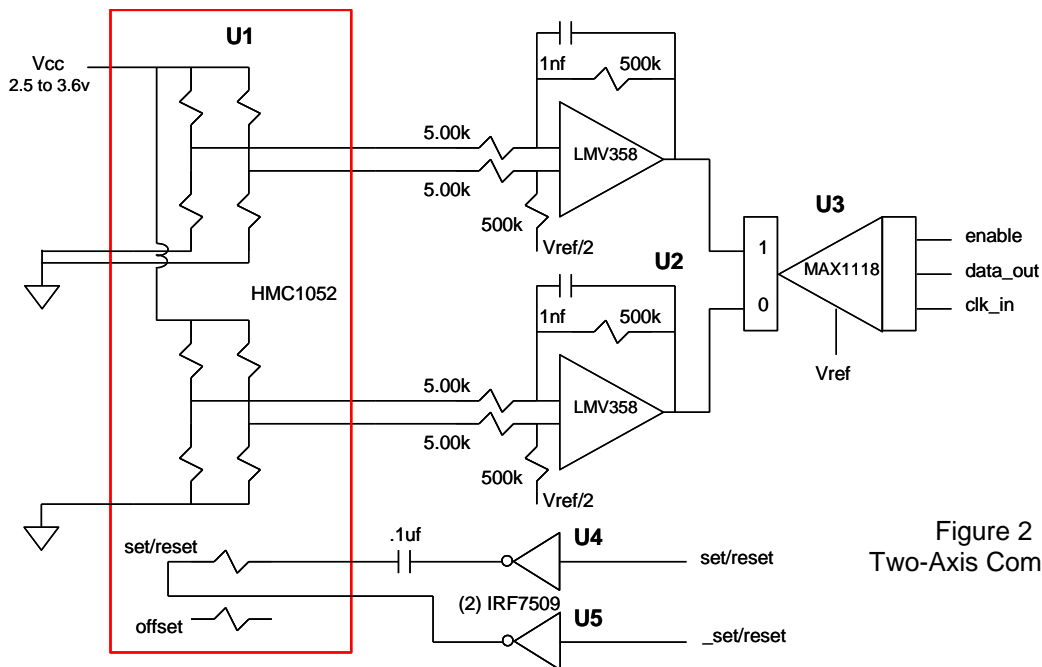 U1
Vcc
2.5 to 3.6v
1nf
500k
5.00k
LMV358
5.00k
500k
Vref/2
U3
enable
1
MAX1118
data_out
0
clk_in
Vref
U2
HMC1052
1nf
500k
5.00k
LMV358
5.00k
500k
Vref/2
.1uf
U4
set/reset
set/reset
(2) IRF7509
U5
offset
_set/reset
Figure 2
Two-Axis Com